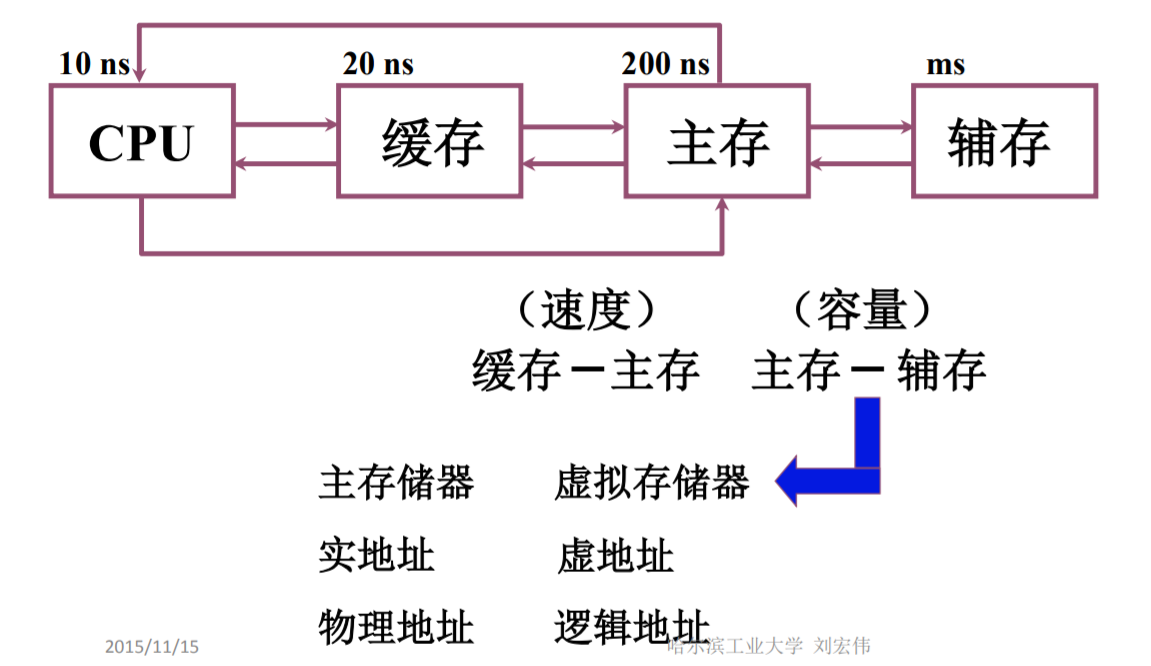 10 ns 20 ns 200 ns ms
CPU 缓存 主存 辅存
（速度） （容量）
缓存－主存 主存－辅存
主存储器 虚拟存储器
实地址 虚地址
物理地址 逻辑地址
2015/11/15 哈尔滨工业大学 刘宏伟